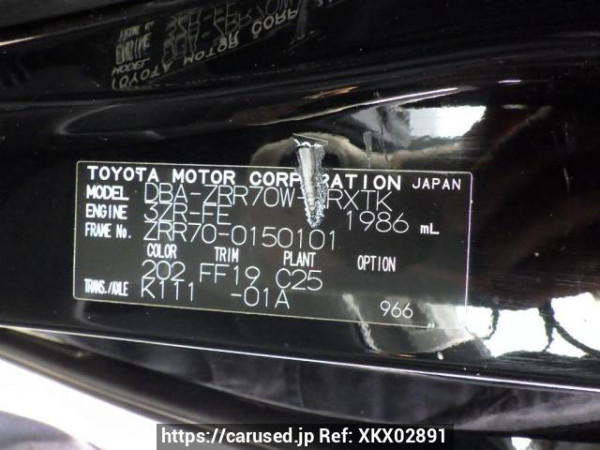 TOYOTA MOTOR CORPORATION JAPAN
MODEL DBA-ZRR70W- RXTK
ENGINE 3ZR-FE 1986 mL
FRAME No. ZRR70-0150101
COLOR TRIM PLANT OPTION
202 FF19 C25
TRANS./AXLE K111 -01A 966
https://carused.jp Ref: XKX02891